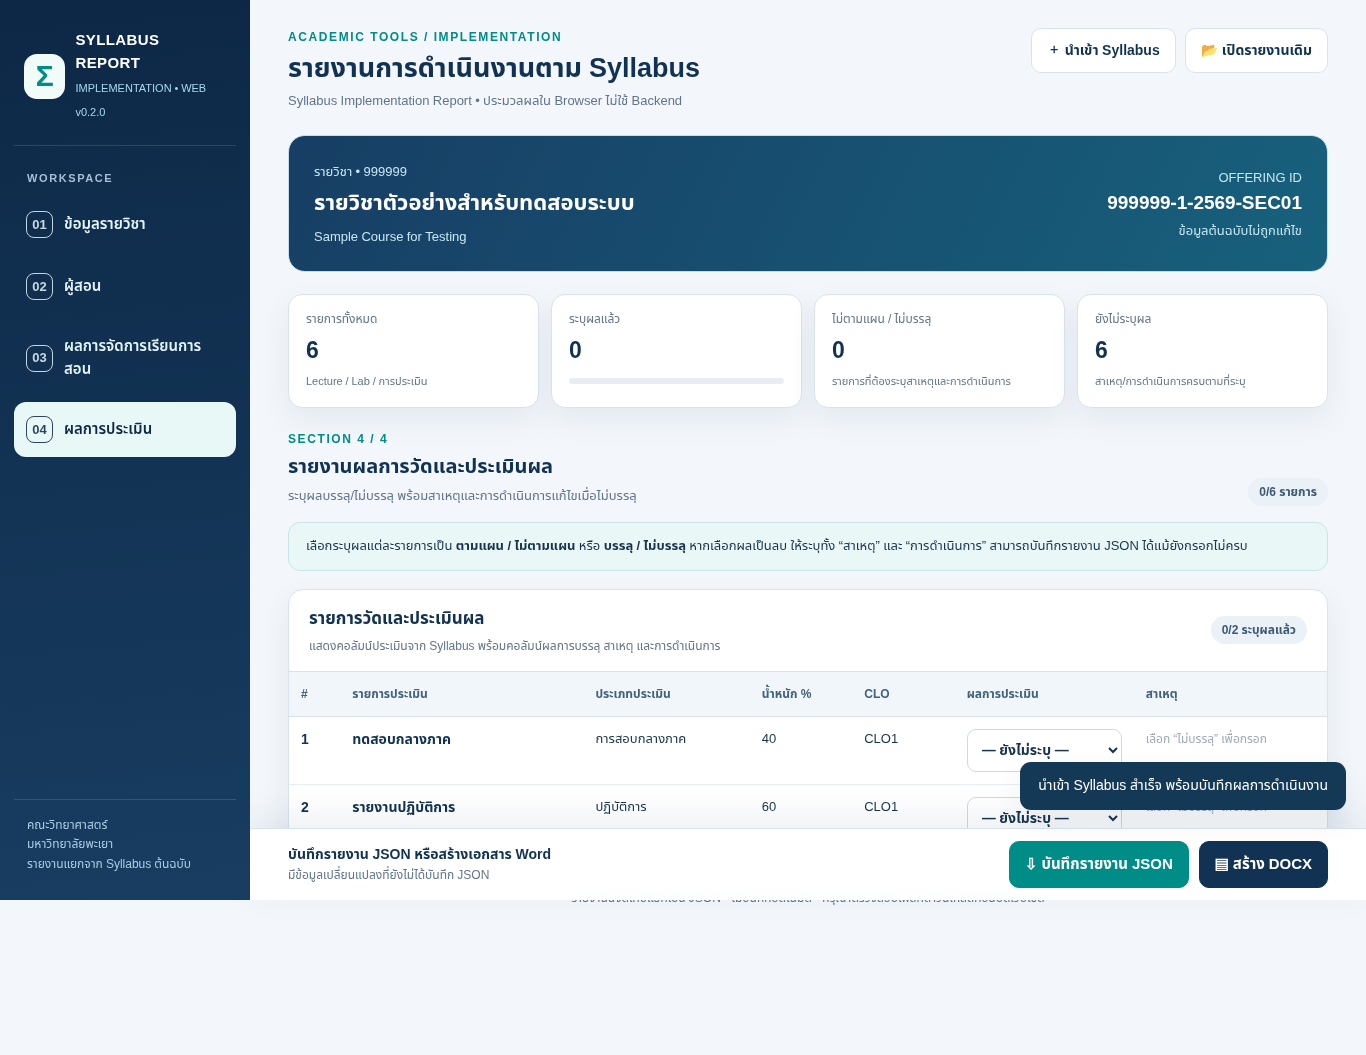 SYLLABUS
REPORT
IMPLEMENTATION • WEB
v0.2.0
WORKSPACE
01 ข้อมูลรายวิชา
02 ผู้สอน
03 ผลการจัดการเรียนการ
สอน
04 ผลการประเมิน
คณะวิทยาศาสตร์
มหาวิทยาลัยพะเยา
รายงานแยกจาก Syllabus ต้นฉบับ
ACADEMIC TOOLS / IMPLEMENTATION
รายงานการดำเนินงานตาม Syllabus
Syllabus Implementation Report • ประมวลผลใน Browser ไม่ใช้ Backend
+ นำเข้า Syllabus
📂 เปิดรายงานเดิม
รายวิชา • 999999
รายวิชาตัวอย่างสำหรับทดสอบระบบ
Sample Course for Testing
OFFERING ID
999999-1-2569-SEC01
ข้อมูลต้นฉบับไม่ถูกแก้ไข
รายการทั้งหมด
6
Lecture / Lab / การประเมิน
ระบุผลแล้ว
0
ไม่ตามแผน / ไม่บรรลุ
0
รายการที่ต้องระบุสาเหตุและการดำเนินการ
ยังไม่ระบุผล
6
สาเหตุ/การดำเนินการครบตามที่ระบุ
SECTION 4 / 4
รายงานผลการวัดและประเมินผล
ระบุผลบรรลุ/ไม่บรรลุ พร้อมสาเหตุและการดำเนินการแก้ไขเมื่อไม่บรรลุ
0/6 รายการ
เลือกระบุผลแต่ละรายการเป็น ตามแผน / ไม่ตามแผน หรือ บรรลุ / ไม่บรรลุ หากเลือกผลเป็นลบ ให้ระบุทั้ง “สาเหตุ” และ “การดำเนินการ” สามารถบันทึกรายงาน JSON ได้แม้ยังกรอกไม่ครบ
รายการวัดและประเมินผล
แสดงคอลัมน์ประเมินจาก Syllabus พร้อมคอลัมน์ผลการบรรลุ สาเหตุ และการดำเนินการ
0/2 ระบุผลแล้ว
# รายการประเมิน ประเภทประเมิน น้ำหนัก % CLO ผลการประเมิน สาเหตุ
1 ทดสอบกลางภาค การสอบกลางภาค 40 CLO1 — ยังไม่ระบุ — เลือก “ไม่บรรลุ” เพื่อกรอก
2 รายงานปฏิบัติการ ปฏิบัติการ 60 CLO1 — ยังไม่ระบุ —
นำเข้า Syllabus สำเร็จ พร้อมบันทึกผลการดำเนินงาน
บันทึกรายงาน JSON หรือสร้างเอกสาร Word
มีข้อมูลเปลี่ยนแปลงที่ยังไม่ได้บันทึก JSON
⇩ บันทึกรายงาน JSON
▤ สร้าง DOCX